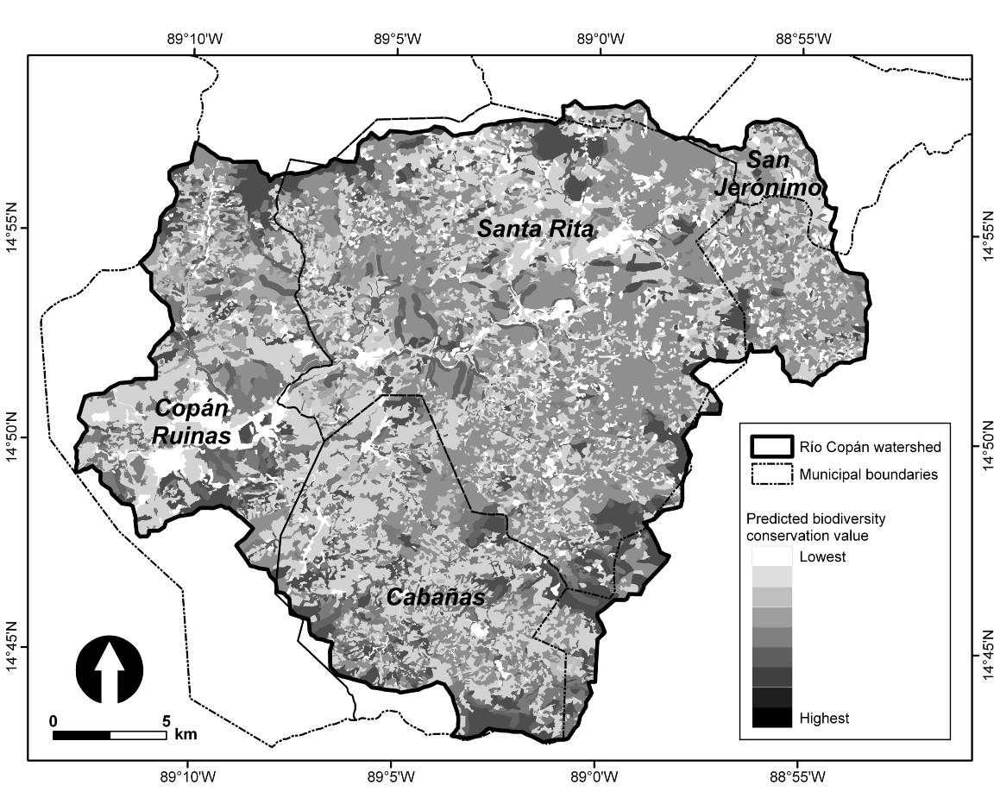 89°10'W 89°5'W 89°0'W 88°55'W
San
Jerónimo
14°55'N
Santa Rita
14°55'N
Copán
Ruinas
14°50'N
14°50'N
Río Copán watershed
Municipal boundaries
Predicted biodiversity
conservation value
Lowest
Highest
Cabañas
14°45'N
14°45'N
0 5
km
89°10'W 89°5'W 89°0'W 88°55'W